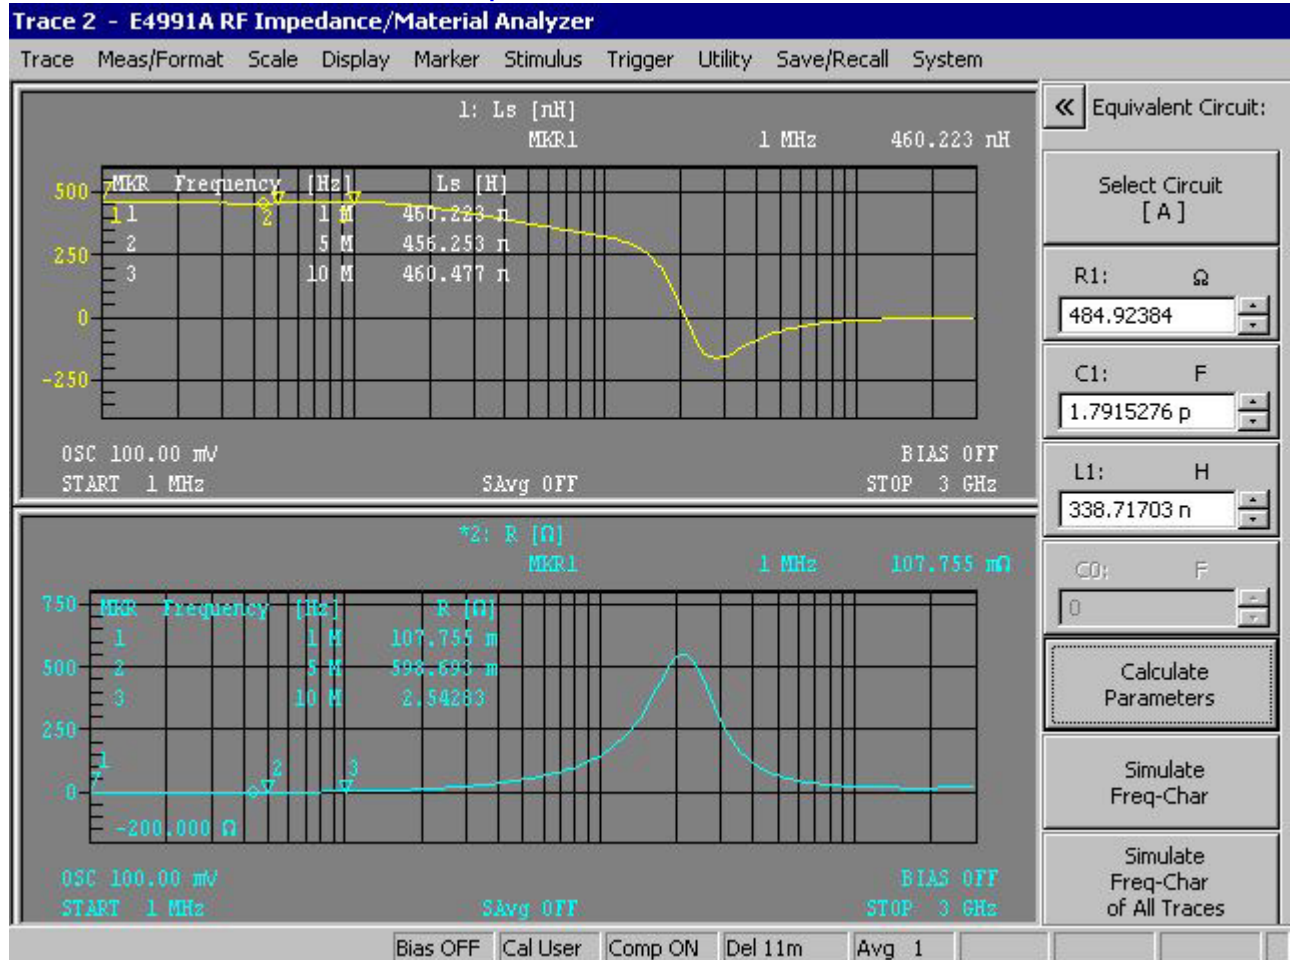 Trace 2 - E4991A RF Impedance/Material Analyzer
Trace Meas/Format Scale Display Marker Stimulus Trigger Utility Save/Recall System
1: Ls [nH]
MKR1 1 MHz 460.223 nH
MKR Frequency [Hz] Ls [H]
1 1 M 460.223 n
2 5 M 456.253 n
3 10 M 460.477 n
500
250
0
-250
1
2
OSC 100.00 mV BIAS OFF
START 1 MHz SAvg OFF STOP 3 GHz
*2: R [Ω]
MKR1 1 MHz 107.755 mΩ
MKR Frequency [Hz] R [Ω]
1 1 M 107.755 m
2 5 M 598.693 m
3 10 M 2.54283
750
500
250
0
1
2
3
-200.000 Ω
OSC 100.00 mV BIAS OFF
START 1 MHz SAvg OFF STOP 3 GHz
« Equivalent Circuit:
Select Circuit
[ A ]
R1: Ω
484.92384
C1: F
1.7915276 p
L1: H
338.71703 n
C0: F
0
Calculate
Parameters
Simulate
Freq-Char
Simulate
Freq-Char
of All Traces
Bias OFF Cal User Comp ON Del 11m Avg 1